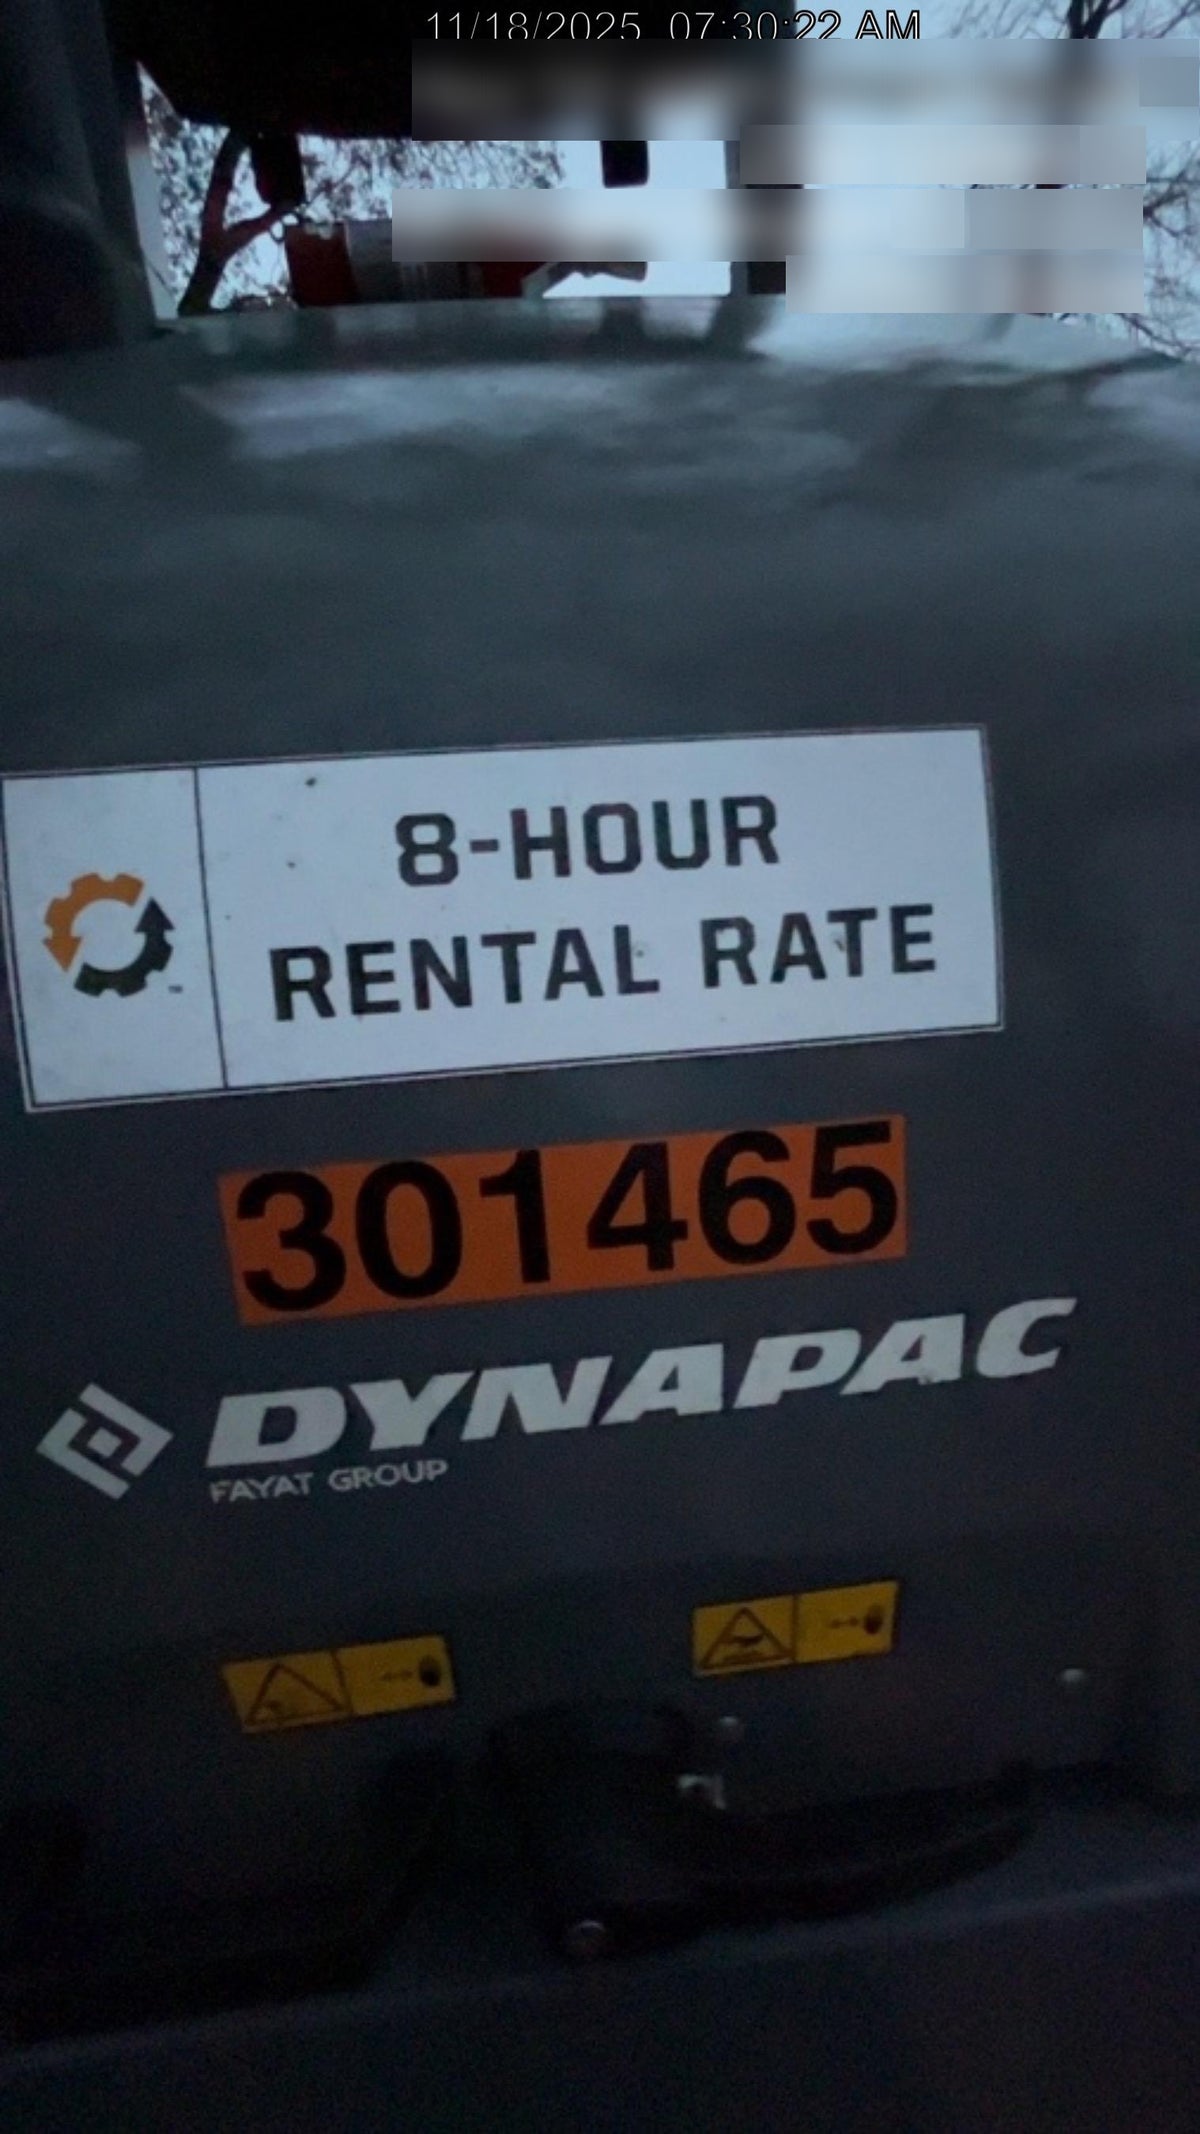 11/18/2025 07:30:22 AM
8-HOUR
RENTAL RATE
301465
DYNAPAC
FAYAT GROUP